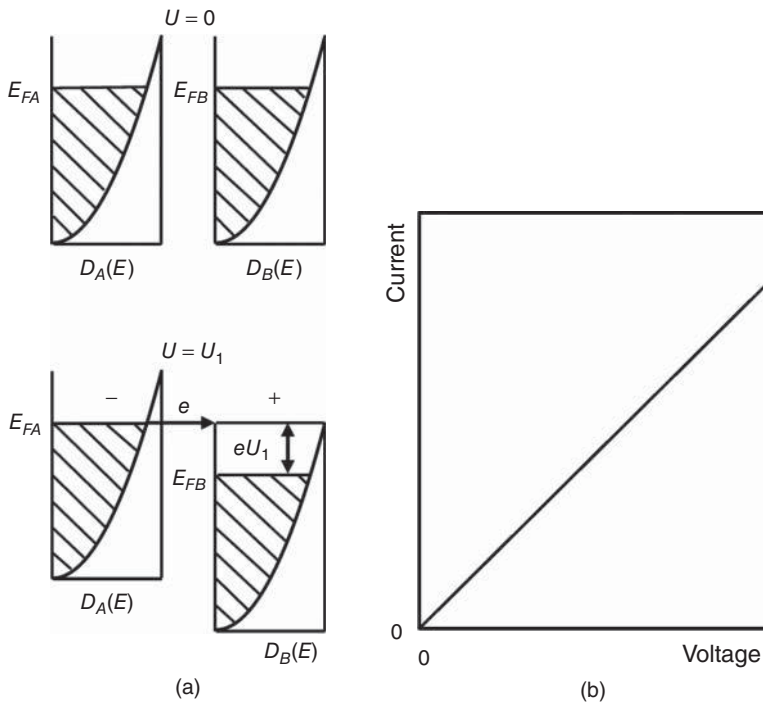 U = 0
E_FA
E_FB
D_A(E)
D_B(E)
U = U_1
− e +
E_FA
eU_1
E_FB
D_A(E)
D_B(E)
(a)
Current
0
0
Voltage
(b)